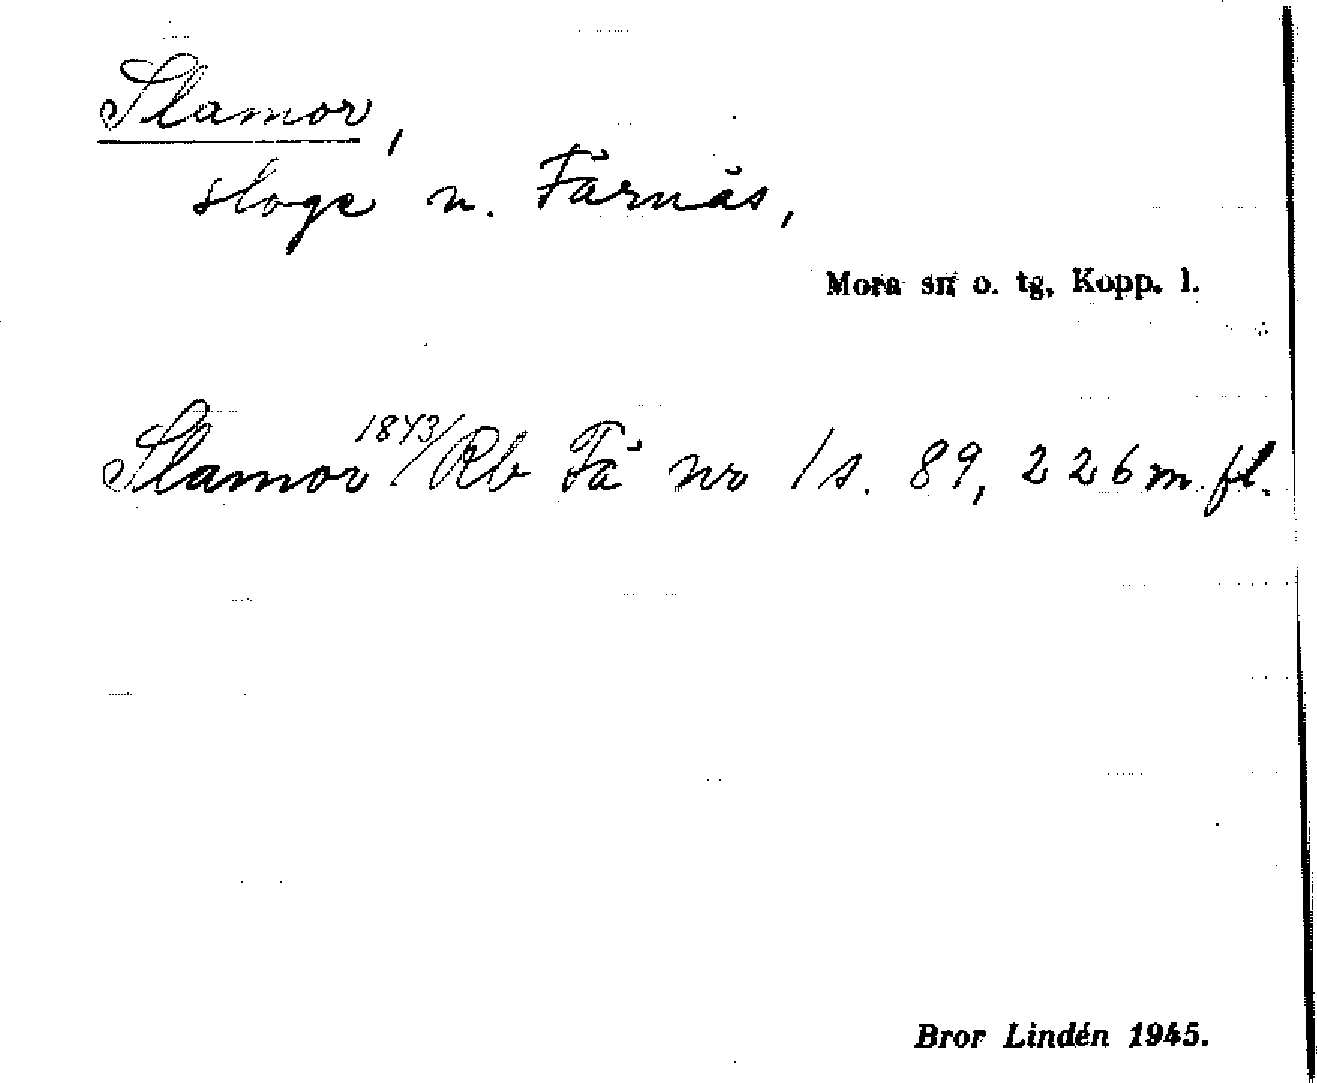 Slamor,
sloge n. Färnäs,
Mora sn o. tg, Kopp. l.
Slamor 1843/ Rb Fä nr 1 s. 89, 226 m. fl.
Bror Lindén 1945.